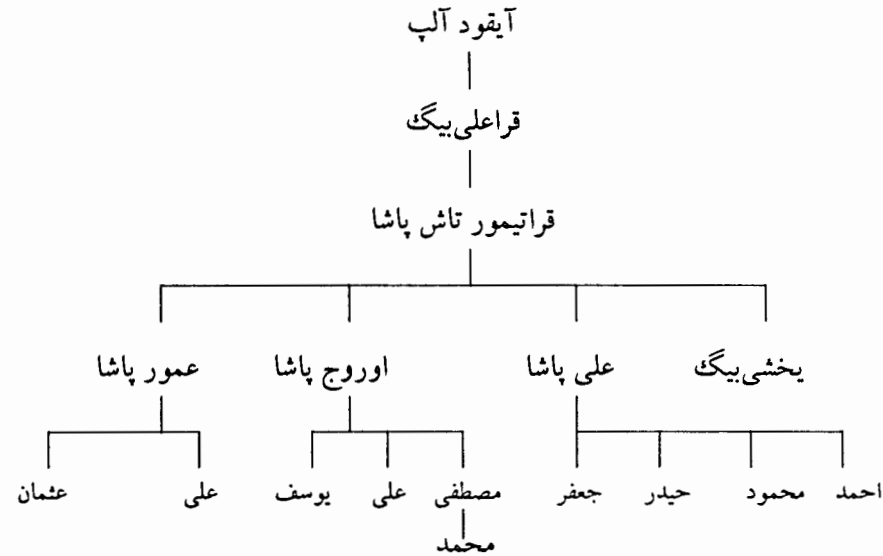 آیقود آلپ
قراعلی‌بیگ
قراتیمور تاش پاشا
یخشی‌بیگ علی پاشا اوروج پاشا عمور پاشا
احمد محمود حیدر جعفر مصطفی علی یوسف علی عثمان
محمد